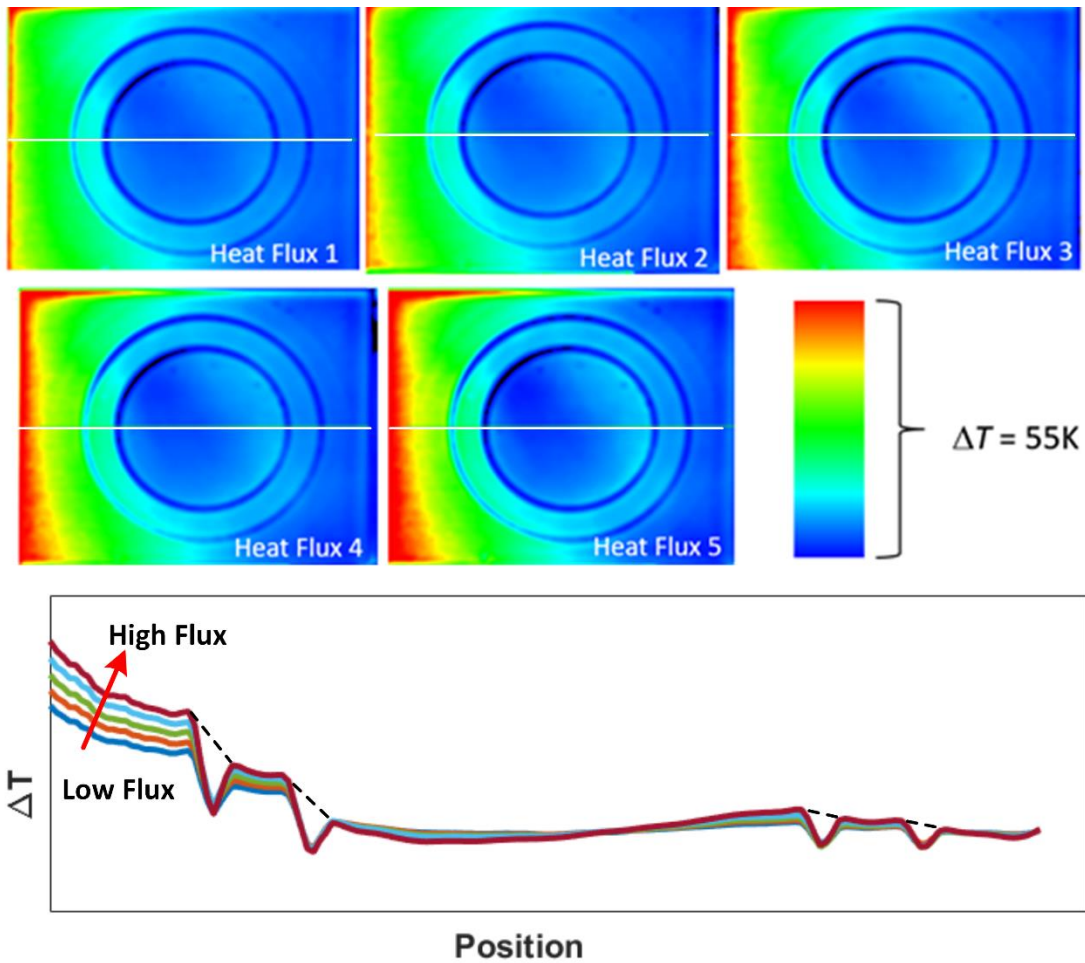 Heat Flux 1
Heat Flux 2
Heat Flux 3
Heat Flux 4
Heat Flux 5
ΔT = 55K
High Flux
Low Flux
ΔT
Position